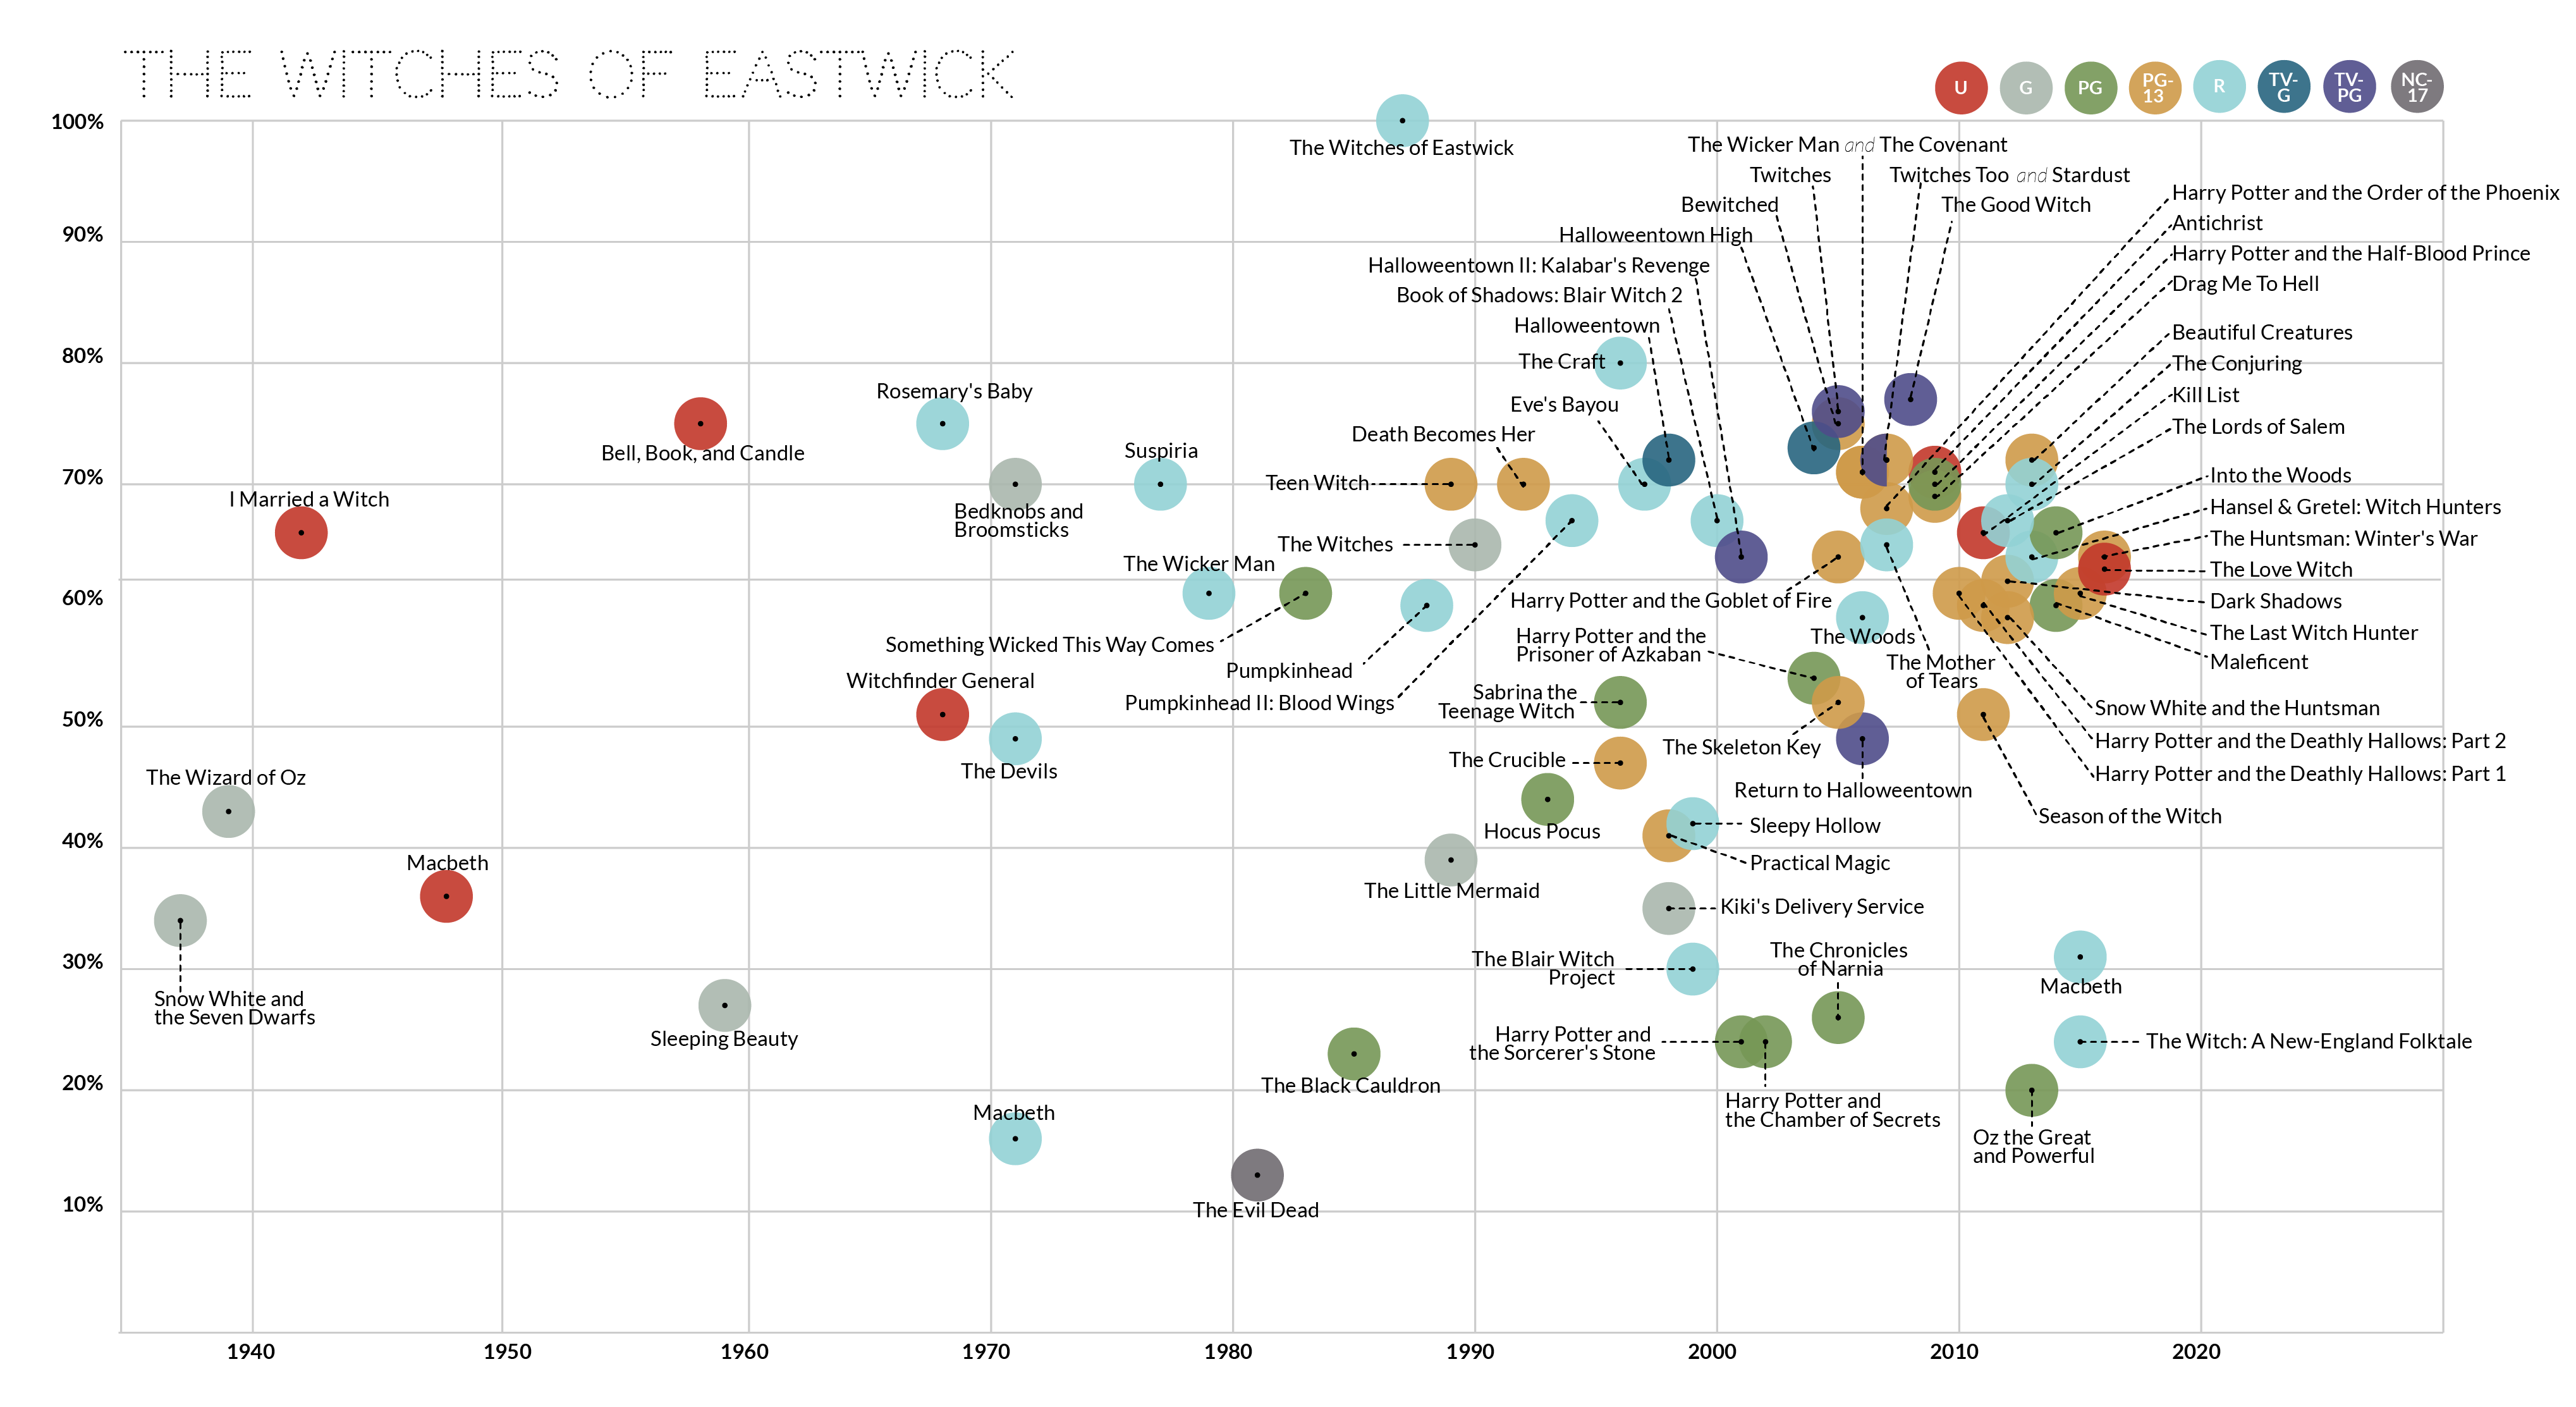 THE WITCHES OF EASTWICK
U
G
PG
PG-
13
R
TV-
G
TV-
PG
NC-
17
100%
90%
80%
70%
60%
50%
40%
30%
20%
10%
The Witches of Eastwick
The Wicker Man and The Covenant
Twitches
Twitches Too and Stardust
Bewitched
The Good Witch
Halloweentown High
Halloweentown II: Kalabar's Revenge
Book of Shadows: Blair Witch 2
Halloweentown
The Craft
Eve's Bayou
Death Becomes Her
Teen Witch
Harry Potter and the Order of the Phoenix
Antichrist
Harry Potter and the Half-Blood Prince
Drag Me To Hell
Beautiful Creatures
The Conjuring
Kill List
The Lords of Salem
Into the Woods
Hansel & Gretel: Witch Hunters
The Huntsman: Winter's War
The Love Witch
Dark Shadows
The Last Witch Hunter
Maleficent
Snow White and the Huntsman
Harry Potter and the Deathly Hallows: Part 2
Harry Potter and the Deathly Hallows: Part 1
Season of the Witch
Rosemary's Baby
Bell, Book, and Candle
Suspiria
I Married a Witch
Bedknobs and
Broomsticks
The Witches
The Wicker Man
Something Wicked This Way Comes
Pumpkinhead
Pumpkinhead II: Blood Wings
Harry Potter and the Goblet of Fire
Harry Potter and the
Prisoner of Azkaban
The Woods
The Mother
of Tears
Witchfinder General
The Devils
Sabrina the
Teenage Witch
The Skeleton Key
The Crucible
Return to Halloweentown
The Wizard of Oz
Hocus Pocus
Sleepy Hollow
Practical Magic
Macbeth
The Little Mermaid
Kiki's Delivery Service
The Blair Witch
Project
The Chronicles
of Narnia
Macbeth
Snow White and
the Seven Dwarfs
Sleeping Beauty
Harry Potter and
the Sorcerer's Stone
The Witch: A New-England Folktale
The Black Cauldron
Harry Potter and
the Chamber of Secrets
Macbeth
Oz the Great
and Powerful
The Evil Dead
1940
1950
1960
1970
1980
1990
2000
2010
2020